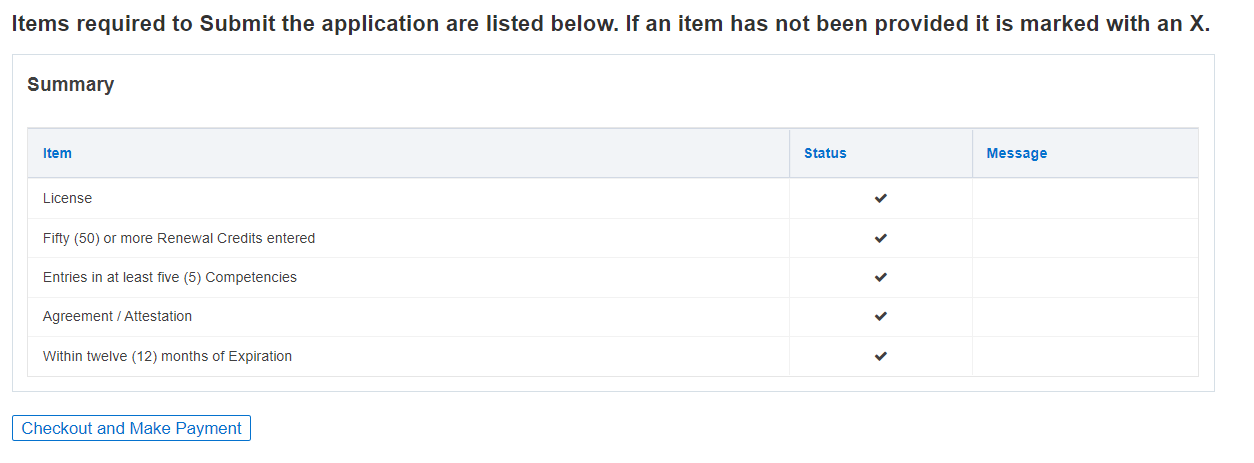 Items required to Submit the application are listed below. If an item has not been provided it is marked with an X.
Summary
Item Status Message
License ✔
Fifty (50) or more Renewal Credits entered ✔
Entries in at least five (5) Competencies ✔
Agreement / Attestation ✔
Within twelve (12) months of Expiration ✔
Checkout and Make Payment